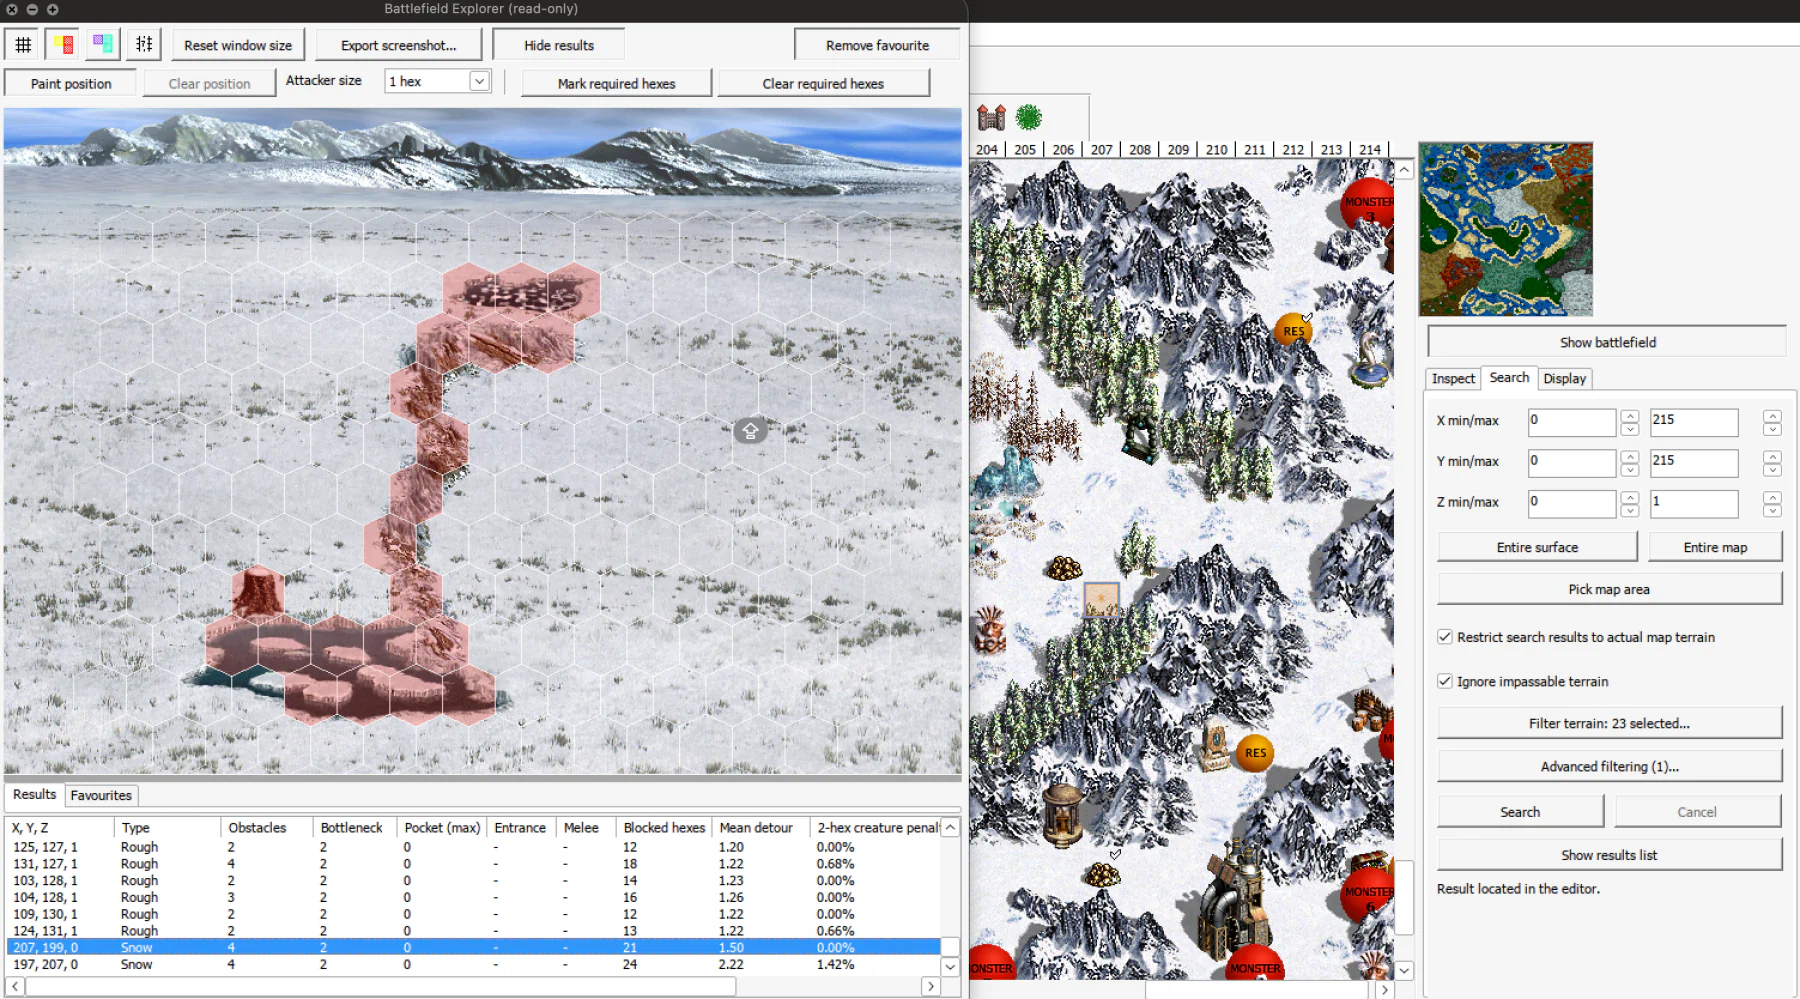 Battlefield Explorer (read-only)
Reset window size
Export screenshot...
Hide results
Remove favourite
Paint position
Clear position
Attacker size
1 hex
Mark required hexes
Clear required hexes
204 205 206 207 208 209 210 211 212 213 214
MONSTER
3
RES
RES
MONSTER
6
MONSTER
Show battlefield
Inspect Search Display
X min/max 0 215
Y min/max 0 215
Z min/max 0 1
Entire surface Entire map
Pick map area
Restrict search results to actual map terrain
Ignore impassable terrain
Filter terrain: 23 selected...
Advanced filtering (1)...
Search Cancel
Show results list
Result located in the editor.
Results Favourites
X, Y, Z Type Obstacles Bottleneck Pocket (max) Entrance Melee Blocked hexes Mean detour 2-hex creature penal
125, 127, 1 Rough 2 2 0 - - 12 1.20 0.00%
131, 127, 1 Rough 4 2 0 - - 18 1.22 0.68%
103, 128, 1 Rough 2 2 0 - - 14 1.23 0.00%
104, 128, 1 Rough 3 2 0 - - 16 1.26 0.00%
109, 130, 1 Rough 2 2 0 - - 12 1.22 0.00%
124, 131, 1 Rough 2 2 0 - - 13 1.22 0.66%
207, 199, 0 Snow 4 2 0 - - 21 1.50 0.00%
197, 207, 0 Snow 4 2 0 - - 24 2.22 1.42%